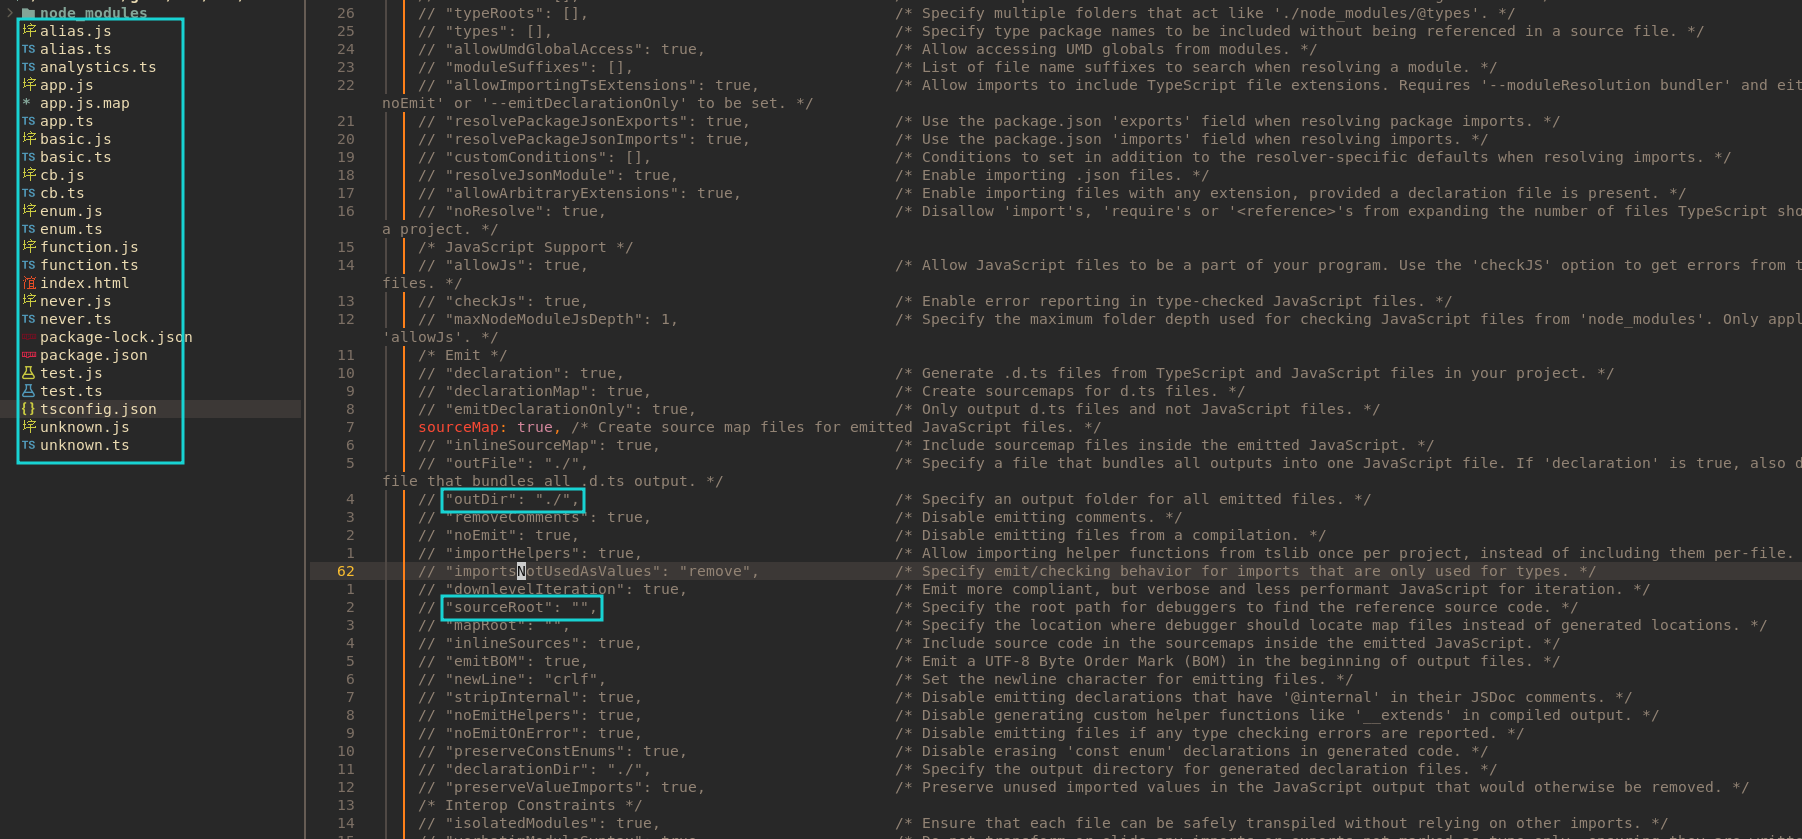 node_modules
alias.js
alias.ts
analystics.ts
app.js
app.js.map
app.ts
basic.js
basic.ts
cb.js
cb.ts
enum.js
enum.ts
function.js
function.ts
index.html
never.js
never.ts
package-lock.json
package.json
test.js
test.ts
tsconfig.json
unknown.js
unknown.ts
26 // "typeRoots": [], /* Specify multiple folders that act like './node_modules/@types'. */
25 // "types": [], /* Specify type package names to be included without being referenced in a source file. */
24 // "allowUmdGlobalAccess": true, /* Allow accessing UMD globals from modules. */
23 // "moduleSuffixes": [], /* List of file name suffixes to search when resolving a module. */
22 // "allowImportingTsExtensions": true, /* Allow imports to include TypeScript file extensions. Requires '--moduleResolution bundler' and eit
noEmit' or '--emitDeclarationOnly' to be set. */
21 // "resolvePackageJsonExports": true, /* Use the package.json 'exports' field when resolving package imports. */
20 // "resolvePackageJsonImports": true, /* Use the package.json 'imports' field when resolving imports. */
19 // "customConditions": [], /* Conditions to set in addition to the resolver-specific defaults when resolving imports. */
18 // "resolveJsonModule": true, /* Enable importing .json files. */
17 // "allowArbitraryExtensions": true, /* Enable importing files with any extension, provided a declaration file is present. */
16 // "noResolve": true, /* Disallow 'import's, 'require's or '<reference>'s from expanding the number of files TypeScript sho
a project. */
15 /* JavaScript Support */
14 // "allowJs": true, /* Allow JavaScript files to be a part of your program. Use the 'checkJS' option to get errors from t
files. */
13 // "checkJs": true, /* Enable error reporting in type-checked JavaScript files. */
12 // "maxNodeModuleJsDepth": 1, /* Specify the maximum folder depth used for checking JavaScript files from 'node_modules'. Only appl
'allowJs'. */
11 /* Emit */
10 // "declaration": true, /* Generate .d.ts files from TypeScript and JavaScript files in your project. */
9 // "declarationMap": true, /* Create sourcemaps for d.ts files. */
8 // "emitDeclarationOnly": true, /* Only output d.ts files and not JavaScript files. */
7 sourceMap: true, /* Create source map files for emitted JavaScript files. */
6 // "inlineSourceMap": true, /* Include sourcemap files inside the emitted JavaScript. */
5 // "outFile": "./", /* Specify a file that bundles all outputs into one JavaScript file. If 'declaration' is true, also d
file that bundles all .d.ts output. */
4 // "outDir": "./", /* Specify an output folder for all emitted files. */
3 // "removeComments": true, /* Disable emitting comments. */
2 // "noEmit": true, /* Disable emitting files from a compilation. */
1 // "importHelpers": true, /* Allow importing helper functions from tslib once per project, instead of including them per-file.
62 // "importsNotUsedAsValues": "remove", /* Specify emit/checking behavior for imports that are only used for types. */
1 // "downlevelIteration": true, /* Emit more compliant, but verbose and less performant JavaScript for iteration. */
2 // "sourceRoot": "", /* Specify the root path for debuggers to find the reference source code. */
3 // "mapRoot": "", /* Specify the location where debugger should locate map files instead of generated locations. */
4 // "inlineSources": true, /* Include source code in the sourcemaps inside the emitted JavaScript. */
5 // "emitBOM": true, /* Emit a UTF-8 Byte Order Mark (BOM) in the beginning of output files. */
6 // "newLine": "crlf", /* Set the newline character for emitting files. */
7 // "stripInternal": true, /* Disable emitting declarations that have '@internal' in their JSDoc comments. */
8 // "noEmitHelpers": true, /* Disable generating custom helper functions like '__extends' in compiled output. */
9 // "noEmitOnError": true, /* Disable emitting files if any type checking errors are reported. */
10 // "preserveConstEnums": true, /* Disable erasing 'const enum' declarations in generated code. */
11 // "declarationDir": "./", /* Specify the output directory for generated declaration files. */
12 // "preserveValueImports": true, /* Preserve unused imported values in the JavaScript output that would otherwise be removed. */
13 /* Interop Constraints */
14 // "isolatedModules": true, /* Ensure that each file can be safely transpiled without relying on other imports. */